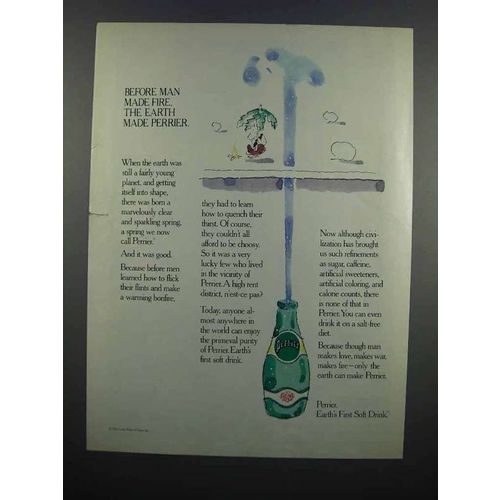 BEFORE MAN
MADE FIRE,
THE EARTH
MADE PERRIER.
When the earth was
still a fairly young
planet, and getting
itself into shape,
there was born a
marvelously clear
and sparkling spring,
a spring we now
call Perrier.
And it was good.
Because before men
learned how to flick
their flints and make
a warming bonfire,
they had to learn
how to quench their
thirst. Of course,
they couldn't all
afford to be choosy.
So it was a very
lucky few who lived
in the vicinity of
Perrier. A high rent
district, n'est-ce pas?
Today, anyone al-
most anywhere in
the world can enjoy
the primeval purity
of Perrier. Earth's
first soft drink.
Now although civi-
lization has brought
us such refinements
as sugar, caffeine,
artificial sweeteners,
artificial coloring, and
calorie counts, there
is none of that in
Perrier. You can even
drink it on a salt-free
diet.
Because though man
makes love, makes war,
makes fire—only the
earth can make Perrier.
Perrier.
Earth's First Soft Drink.
Perrier